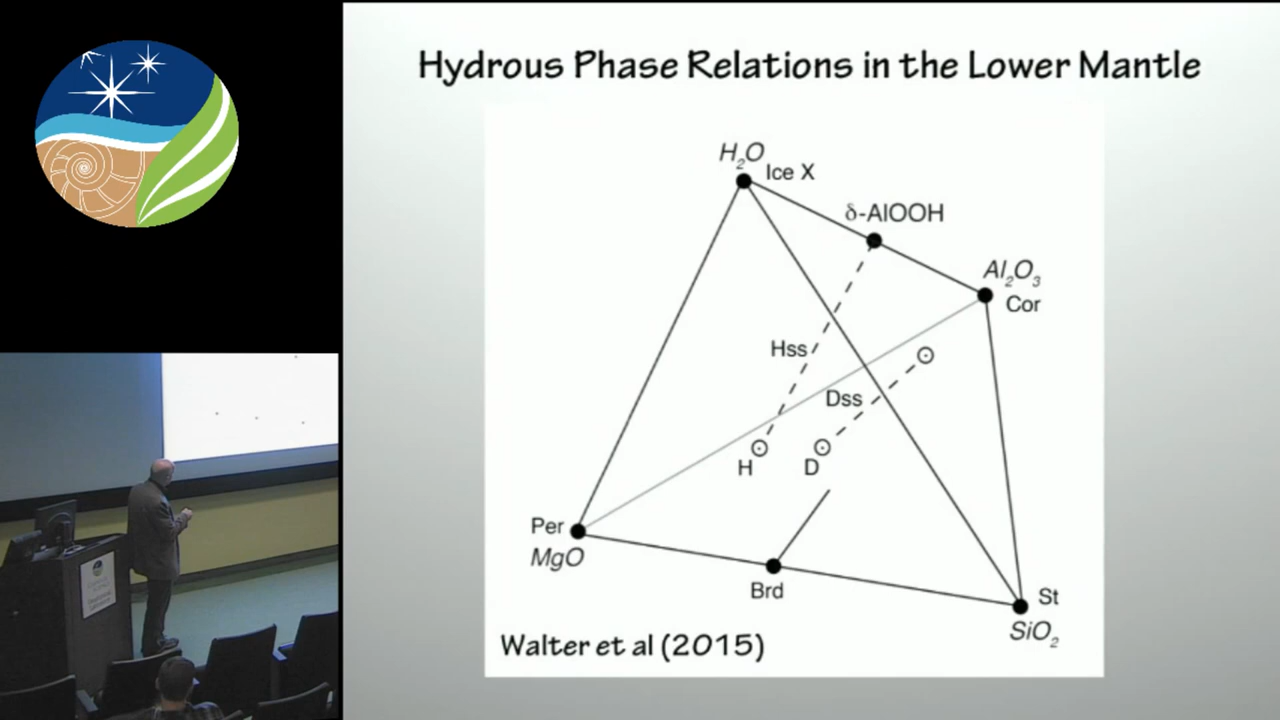 Hydrous Phase Relations in the Lower Mantle
H₂O
Ice X
δ-AlOOH
Al₂O₃
Cor
Hss
Dss
H
D
Per
MgO
Brd
St
SiO₂
Walter et al (2015)